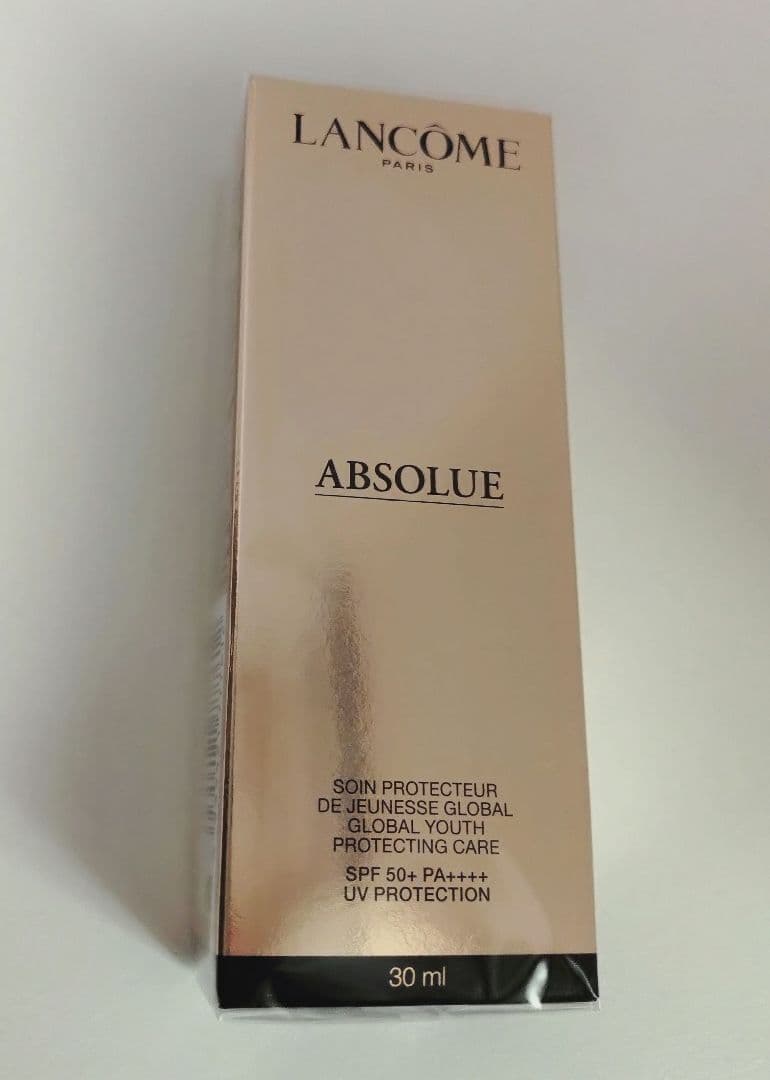 LANCÔME
PARIS
ABSOLUE
SOIN PROTECTEUR
DE JEUNESSE GLOBAL
GLOBAL YOUTH
PROTECTING CARE
SPF 50+ PA++++
UV PROTECTION
30 ml